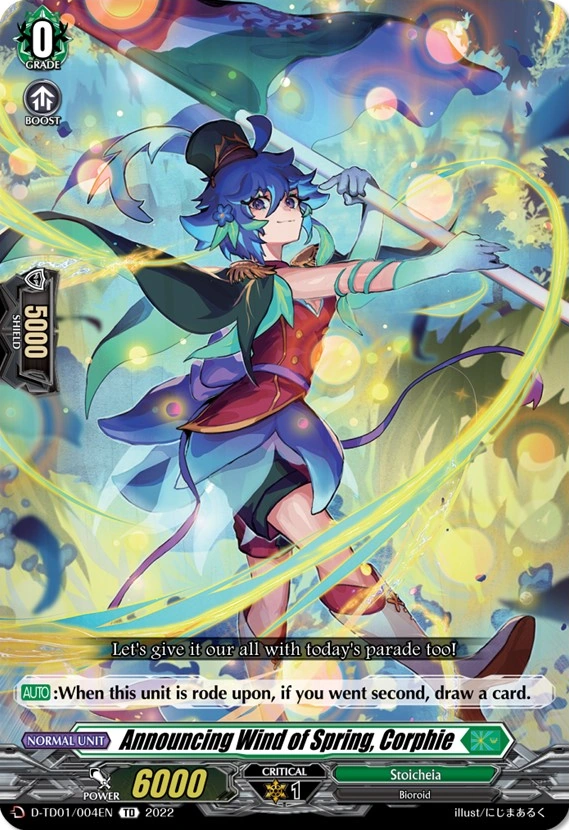 0
GRADE
BOOST
5000
SHIELD
Let's give it our all with today's parade too!
AUTO :When this unit is rode upon, if you went second, draw a card.
NORMAL UNIT Announcing Wind of Spring, Corphie
POWER 6000 CRITICAL 1 Stoicheia
Bioroid
D-TD01/004EN TD 2022 illust/にじまあるく